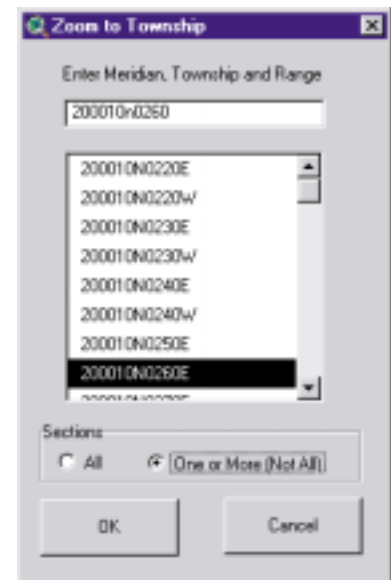 Zoom to Township
Enter Meridian, Township and Range
200010n0260
200010N0220E
200010N0220W
200010N0230E
200010N0230W
200010N0240E
200010N0240W
200010N0250E
200010N0260E
Sections
All One or More (Not All)
OK Cancel